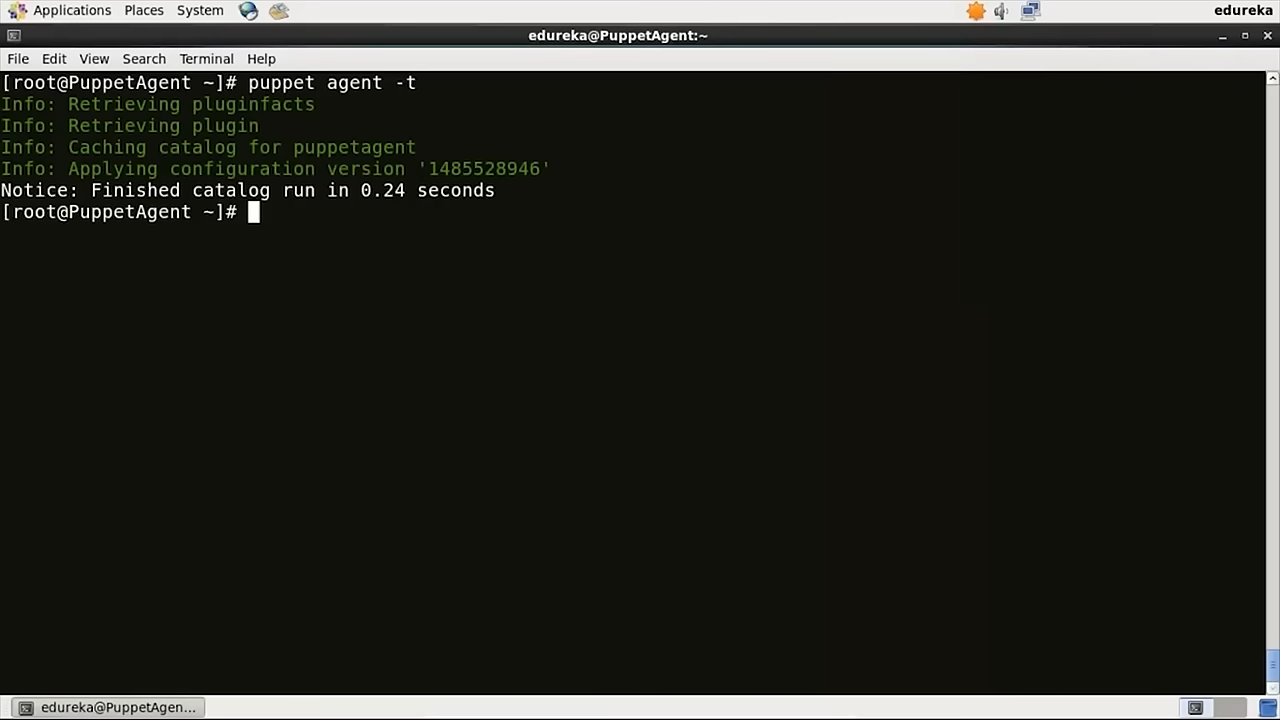 Applications Places System edureka
edureka@PuppetAgent:~
File Edit View Search Terminal Help
[root@PuppetAgent ~]# puppet agent -t
Info: Retrieving pluginfacts
Info: Retrieving plugin
Info: Caching catalog for puppetagent
Info: Applying configuration version '1485528946'
Notice: Finished catalog run in 0.24 seconds
[root@PuppetAgent ~]#
edureka@PuppetAgen...